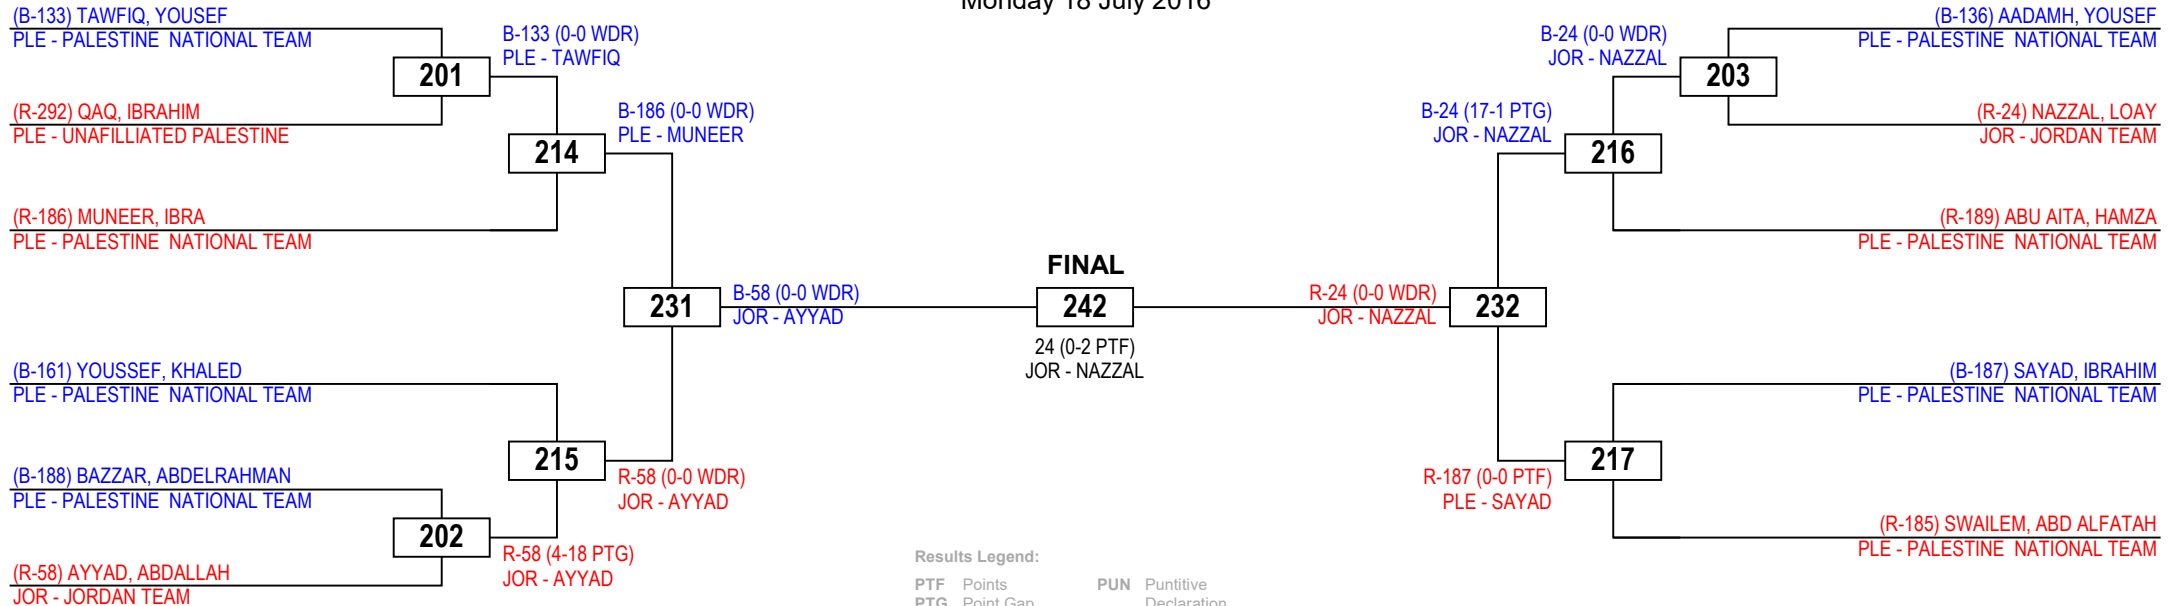 Monday 18 July 2016
(B-133) TAWFIQ, YOUSEF
PLE - PALESTINE  NATIONAL TEAM
201
B-133 (0-0 WDR)
PLE - TAWFIQ
(R-292) QAQ, IBRAHIM
PLE - UNAFILLIATED PALESTINE
214
B-186 (0-0 WDR)
PLE - MUNEER
(R-186) MUNEER, IBRA
PLE - PALESTINE  NATIONAL TEAM
231
B-58 (0-0 WDR)
JOR - AYYAD
(B-161) YOUSSEF, KHALED
PLE - PALESTINE  NATIONAL TEAM
215
R-58 (0-0 WDR)
JOR - AYYAD
(B-188) BAZZAR, ABDELRAHMAN
PLE - PALESTINE  NATIONAL TEAM
202
R-58 (4-18 PTG)
JOR - AYYAD
(R-58) AYYAD, ABDALLAH
JOR - JORDAN TEAM
FINAL
242
24 (0-2 PTF)
JOR - NAZZAL
(B-136) AADAMH, YOUSEF
PLE - PALESTINE  NATIONAL TEAM
B-24 (0-0 WDR)
JOR - NAZZAL
203
(R-24) NAZZAL, LOAY
JOR - JORDAN TEAM
B-24 (17-1 PTG)
JOR - NAZZAL
216
(R-189) ABU AITA, HAMZA
PLE - PALESTINE  NATIONAL TEAM
R-24 (0-0 WDR)
JOR - NAZZAL
232
(B-187) SAYAD, IBRAHIM
PLE - PALESTINE  NATIONAL TEAM
217
R-187 (0-0 PTF)
PLE - SAYAD
(R-185) SWAILEM, ABD ALFATAH
PLE - PALESTINE  NATIONAL TEAM
Results Legend:
PTF Points PUN Puntitive
PTG Point Gap Declaration